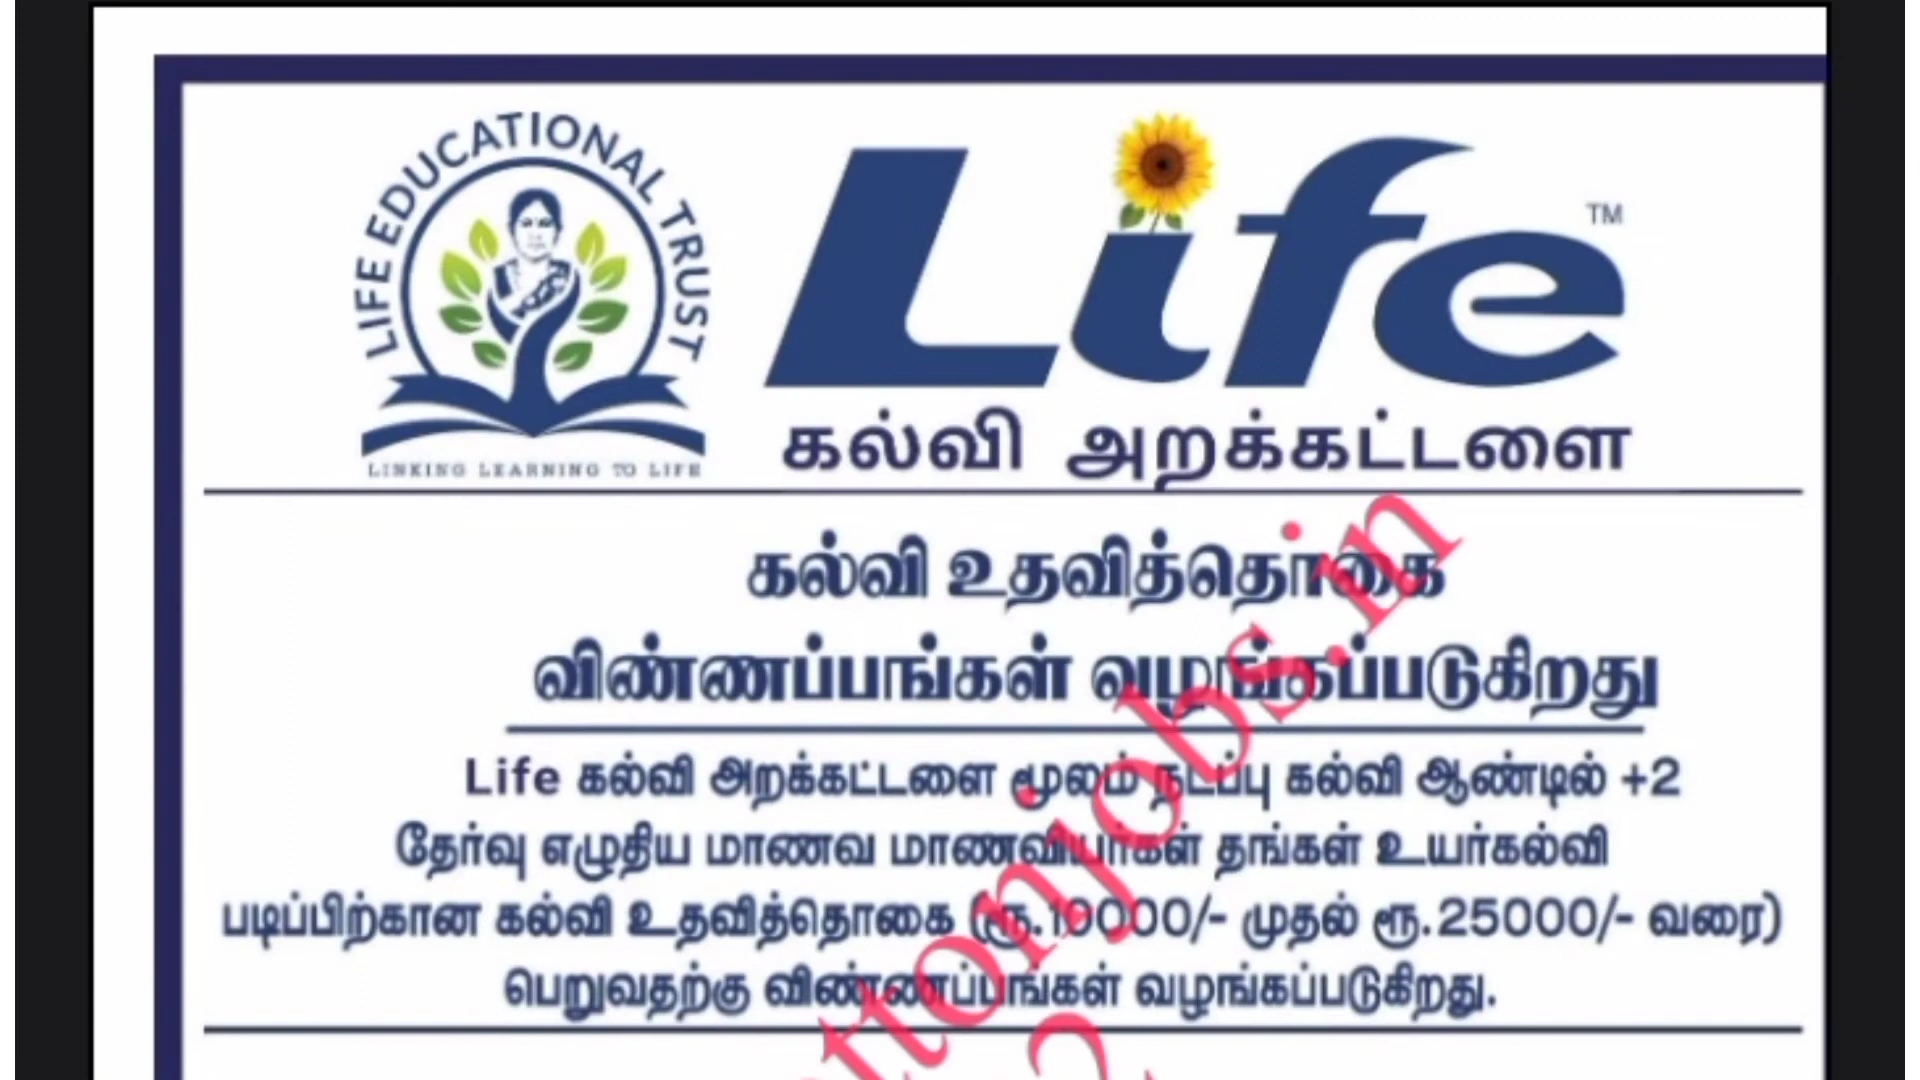 LIFE EDUCATIONAL TRUST
LINKING LEARNING TO LIFE
Life™
கல்வி அறக்கட்டளை
கல்வி உதவித்தொகை
விண்ணப்பங்கள் வழங்கப்படுகிறது
Life கல்வி அறக்கட்டளை மூலம் நடப்பு கல்வி ஆண்டில் +2
தேர்வு எழுதிய மாணவ மாணவியர்கள் தங்கள் உயர்கல்வி
படிப்பிற்கான கல்வி உதவித்தொகை (ரூ.10000/- முதல் ரூ.25000/- வரை)
பெறுவதற்கு விண்ணப்பங்கள் வழங்கப்படுகிறது.